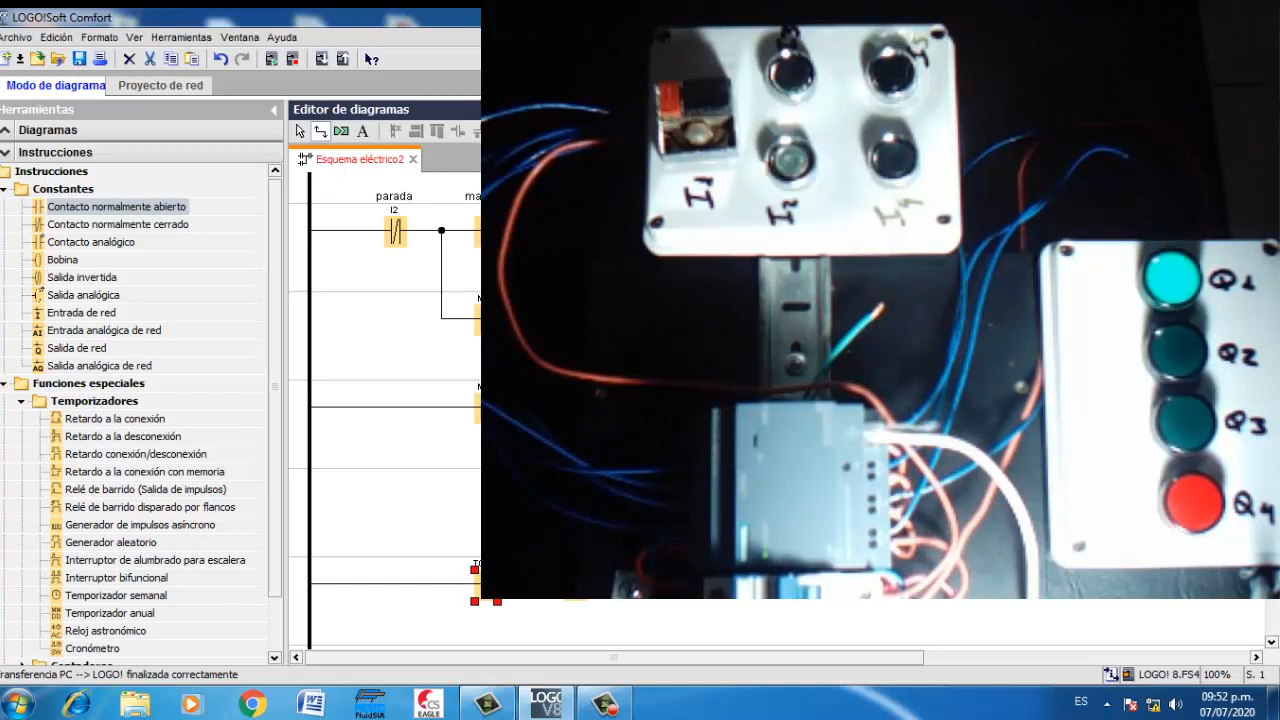 LOGO!Soft Comfort
Archivo Edición Formato Ver Herramientas Ventana Ayuda
Modo de diagrama Proyecto de red
Herramientas
Editor de diagramas
Diagramas
Instrucciones
Esquema eléctrico2
Instrucciones
Constantes
Contacto normalmente abierto
Contacto normalmente cerrado
Contacto analógico
Bobina
Salida invertida
Salida analógica
Entrada de red
Entrada analógica de red
Salida de red
Salida analógica de red
Funciones especiales
Temporizadores
Retardo a la conexión
Retardo a la desconexión
Retardo conexión/desconexión
Retardo a la conexión con memoria
Relé de barrido (Salida de impulsos)
Relé de barrido disparado por flancos
Generador de impulsos asíncrono
Generador aleatorio
Interruptor de alumbrado para escalera
Interruptor bifuncional
Temporizador semanal
Temporizador anual
Reloj astronómico
Cronómetro
parada
I2
I1
I2
I4
Q1
Q2
Q3
Q4
Transferencia PC --> LOGO! finalizada correctamente
LOGO! 8.FS4 100% S. 1
FluidSIM
CS
EAGLE
LOGO
V8
ES
09:52 p.m.
07/07/2020